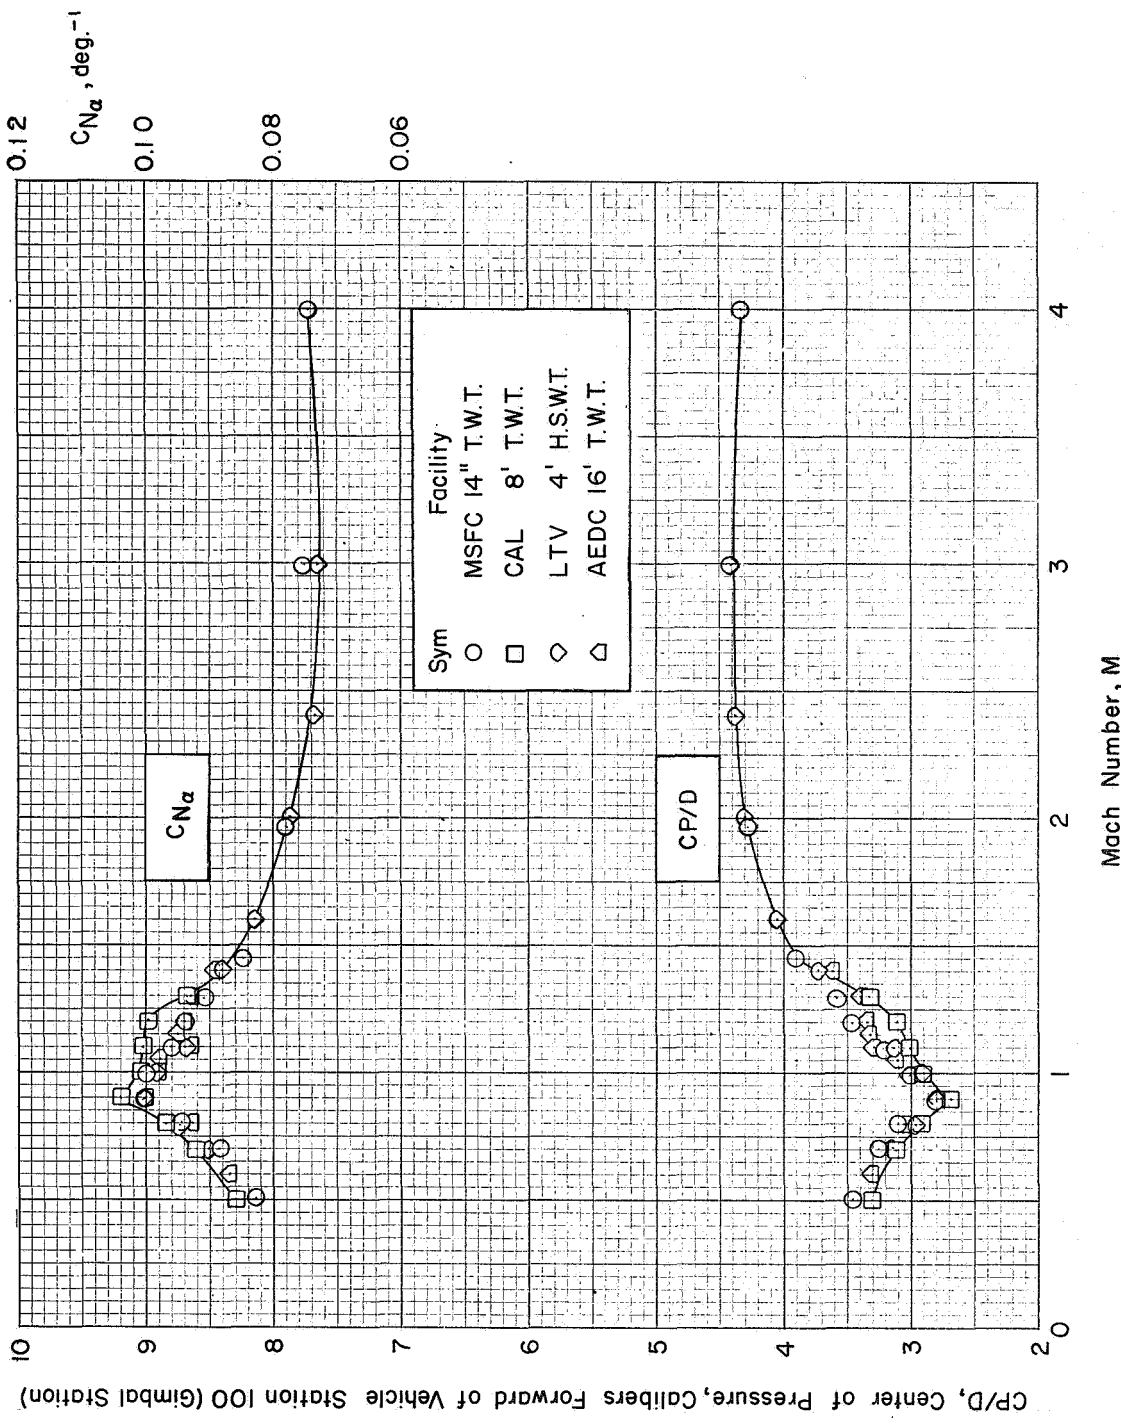 0.12
C_Nα, deg.⁻¹
0.10
0.08
0.06
CNα
CP/D
Sym Facility
MSFC 14" T.W.T.
CAL 8' T.W.T.
LTV 4' H.S.W.T.
AEDC 16' T.W.T.
10
9
8
7
6
5
4
3
2
CP/D, Center of Pressure, Calibers Forward of Vehicle Station 100 (Gimbal Station)
0
1
2
3
4
Mach Number, M